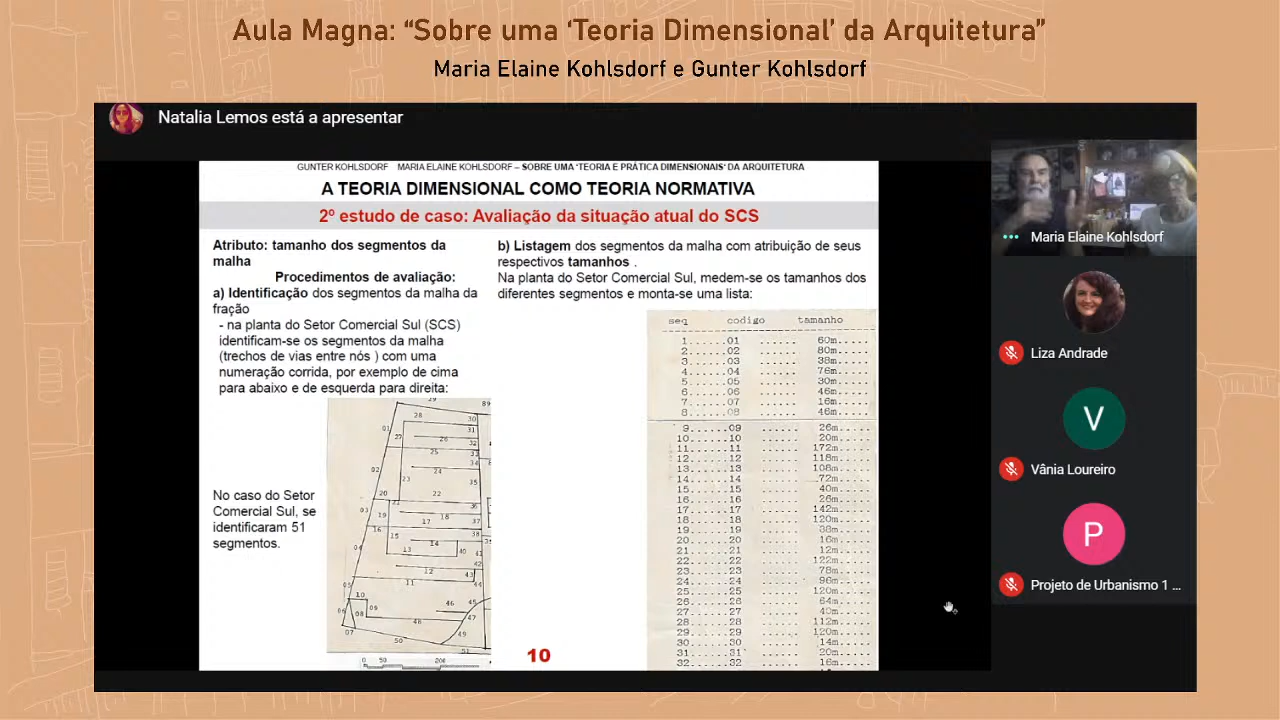 Aula Magna: “Sobre uma ‘Teoria Dimensional’ da Arquitetura”
Maria Elaine Kohlsdorf e Gunter Kohlsdorf
Natalia Lemos está a apresentar
GUNTER KOHLSDORF MARIA ELAINE KOHLSDORF – SOBRE UMA ‘TEORIA E PRÁTICA DIMENSIONAIS’ DA ARQUITETURA
A TEORIA DIMENSIONAL COMO TEORIA NORMATIVA
2º estudo de caso: Avaliação da situação atual do SCS
Atributo: tamanho dos segmentos da
malha
Procedimentos de avaliação:
a) Identificação dos segmentos da malha da
fração
- na planta do Setor Comercial Sul (SCS)
identificam-se os segmentos da malha
(trechos de vias entre nós ) com uma
numeração corrida, por exemplo de cima
para abaixo e de esquerda para direita:
No caso do Setor
Comercial Sul, se
identificaram 51
segmentos.
b) Listagem dos segmentos da malha com atribuição de seus
respectivos tamanhos .
Na planta do Setor Comercial Sul, medem-se os tamanhos dos
diferentes segmentos e monta-se uma lista:
seq codigo tamanho
1......01 ...... 60m.....
2......02 ...... 80m.....
3......03 ...... 38m.....
4......04 ...... 76m.....
5......05 ...... 30m.....
6......06 ...... 46m.....
7......07 ...... 16m.....
8......08 ...... 46m.....
9......09 ...... 26m.....
10......10 ...... 20m.....
11......11 ...... 172m.....
12......12 ...... 118m.....
13......13 ...... 108m.....
14......14 ...... 72m.....
15......15 ...... 40m.....
16......16 ...... 26m.....
17......17 ...... 142m.....
18......18 ...... 120m.....
19......19 ...... 38m.....
20......20 ...... 16m.....
21......21 ...... 12m.....
22......22 ...... 122m.....
23......23 ...... 78m.....
24......24 ...... 96m.....
25......25 ...... 120m.....
26......26 ...... 64m.....
27......27 ...... 40m.....
28......28 ...... 112m.....
29......29 ...... 120m.....
30......30 ...... 14m.....
31......31 ...... 20m.....
32......32 ...... 16m.....
10
Maria Elaine Kohlsdorf
Liza Andrade
V
Vânia Loureiro
P
Projeto de Urbanismo 1 ...